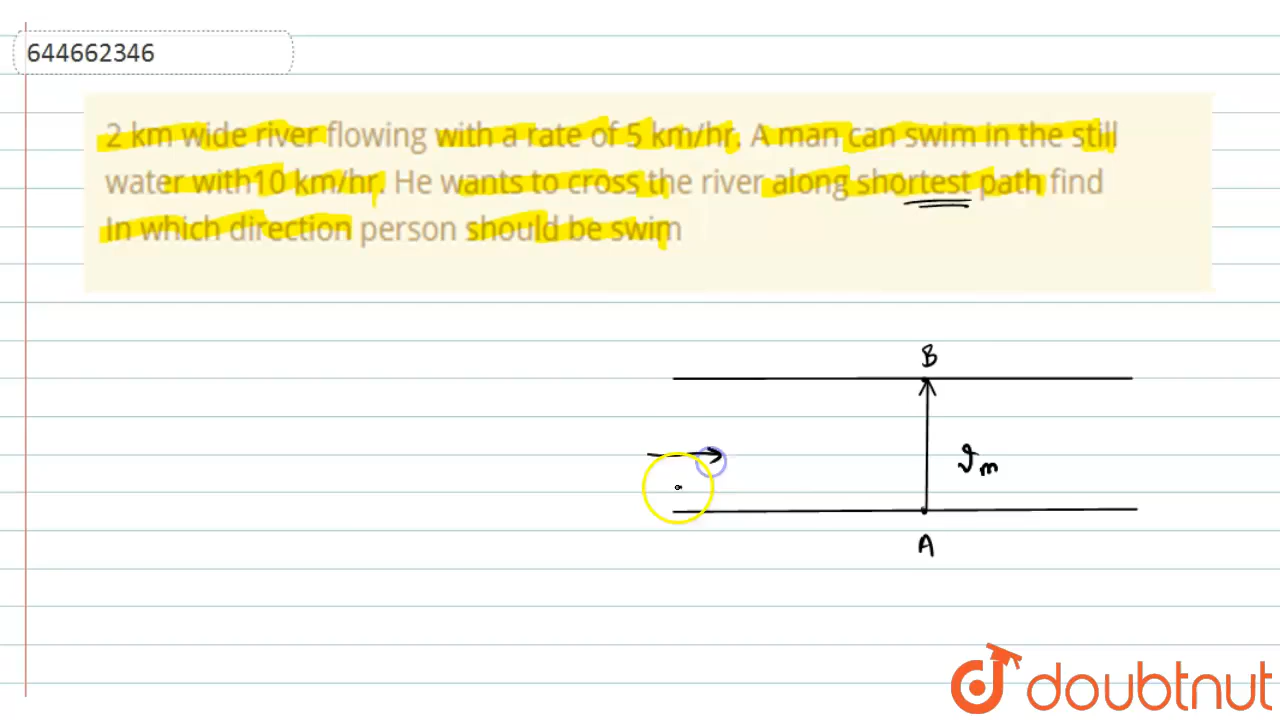 644662346
2 km wide river flowing with a rate of 5 km/hr. A man can swim in the still
water with10 km/hr. He wants to cross the river along shortest path find
In which direction person should be swim
B
ϑm
A
doubtnut